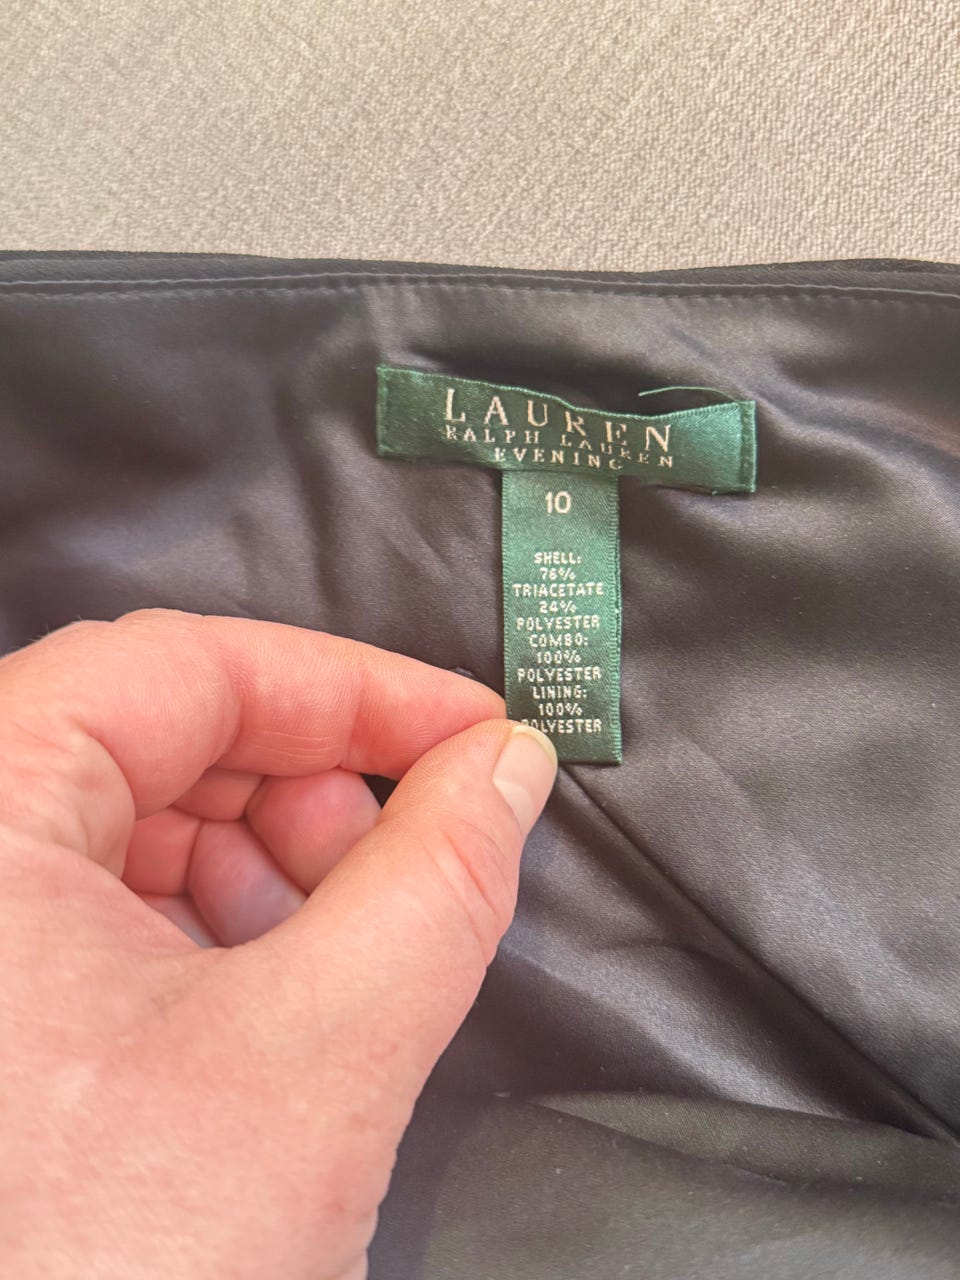 LAUREN
RALPH LAUREN
EVENING
10
SHELL:
76%
TRIACETATE
24%
POLYESTER
COMBO:
100%
POLYESTER
LINING:
100%
POLYESTER